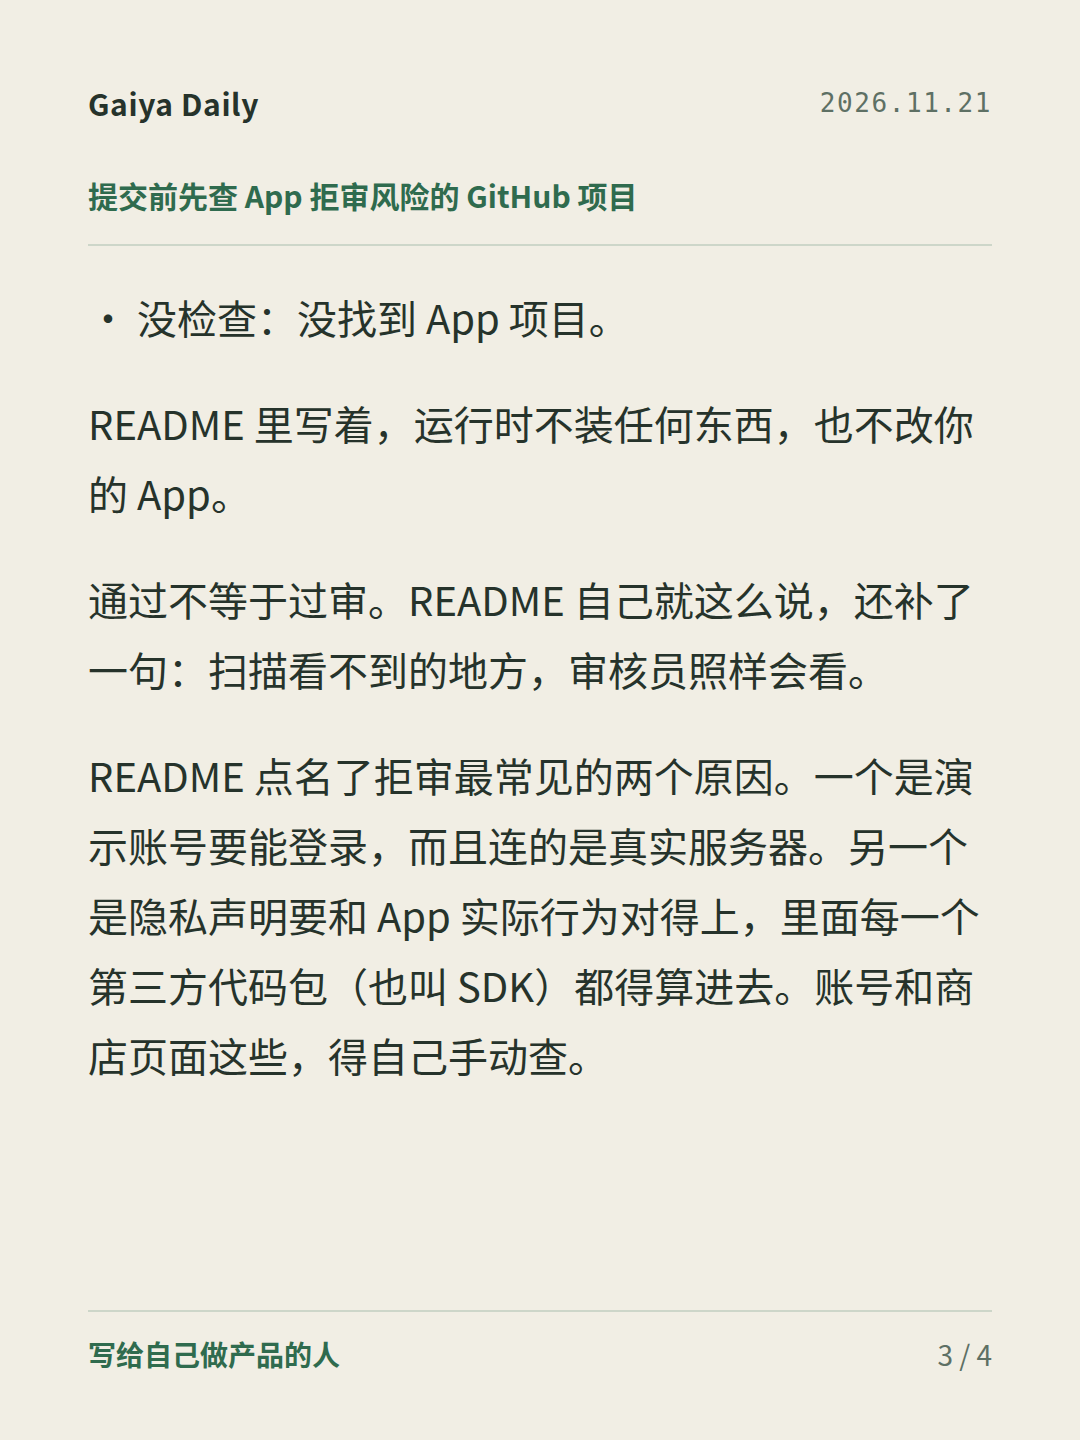 Gaiya Daily
2026.11.21
提交前先查 App 拒审风险的 GitHub 项目
• 没检查：没找到 App 项目。
README 里写着，运行时不装任何东西，也不改你
的 App。
通过不等于过审。README 自己就这么说，还补了
一句：扫描看不到的地方，审核员照样会看。
README 点名了拒审最常见的两个原因。一个是演
示账号要能登录，而且连的是真实服务器。另一个
是隐私声明要和 App 实际行为对得上，里面每一个
第三方代码包（也叫 SDK）都得算进去。账号和商
店页面这些，得自己手动查。
写给自己做产品的人
3 / 4